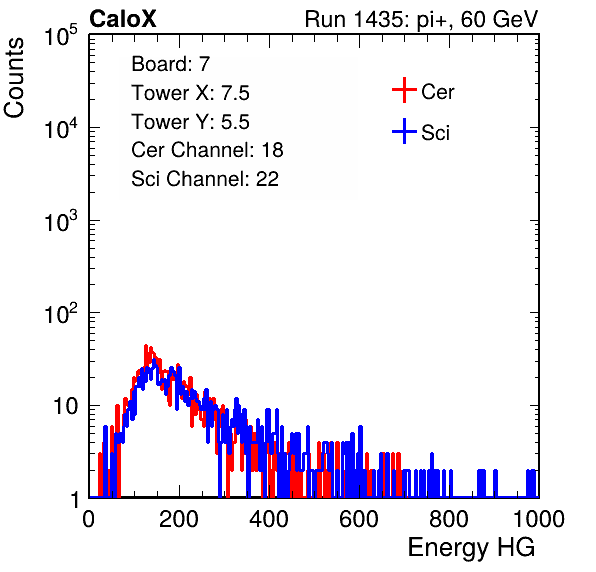 CaloX Run 1435: pi+, 60 GeV
Counts
Board: 7
Tower X: 7.5
Tower Y: 5.5
Cer Channel: 18
Sci Channel: 22
Cer
Sci
10^5
10^4
10^3
10^2
10
1
0 200 400 600 800 1000
Energy HG